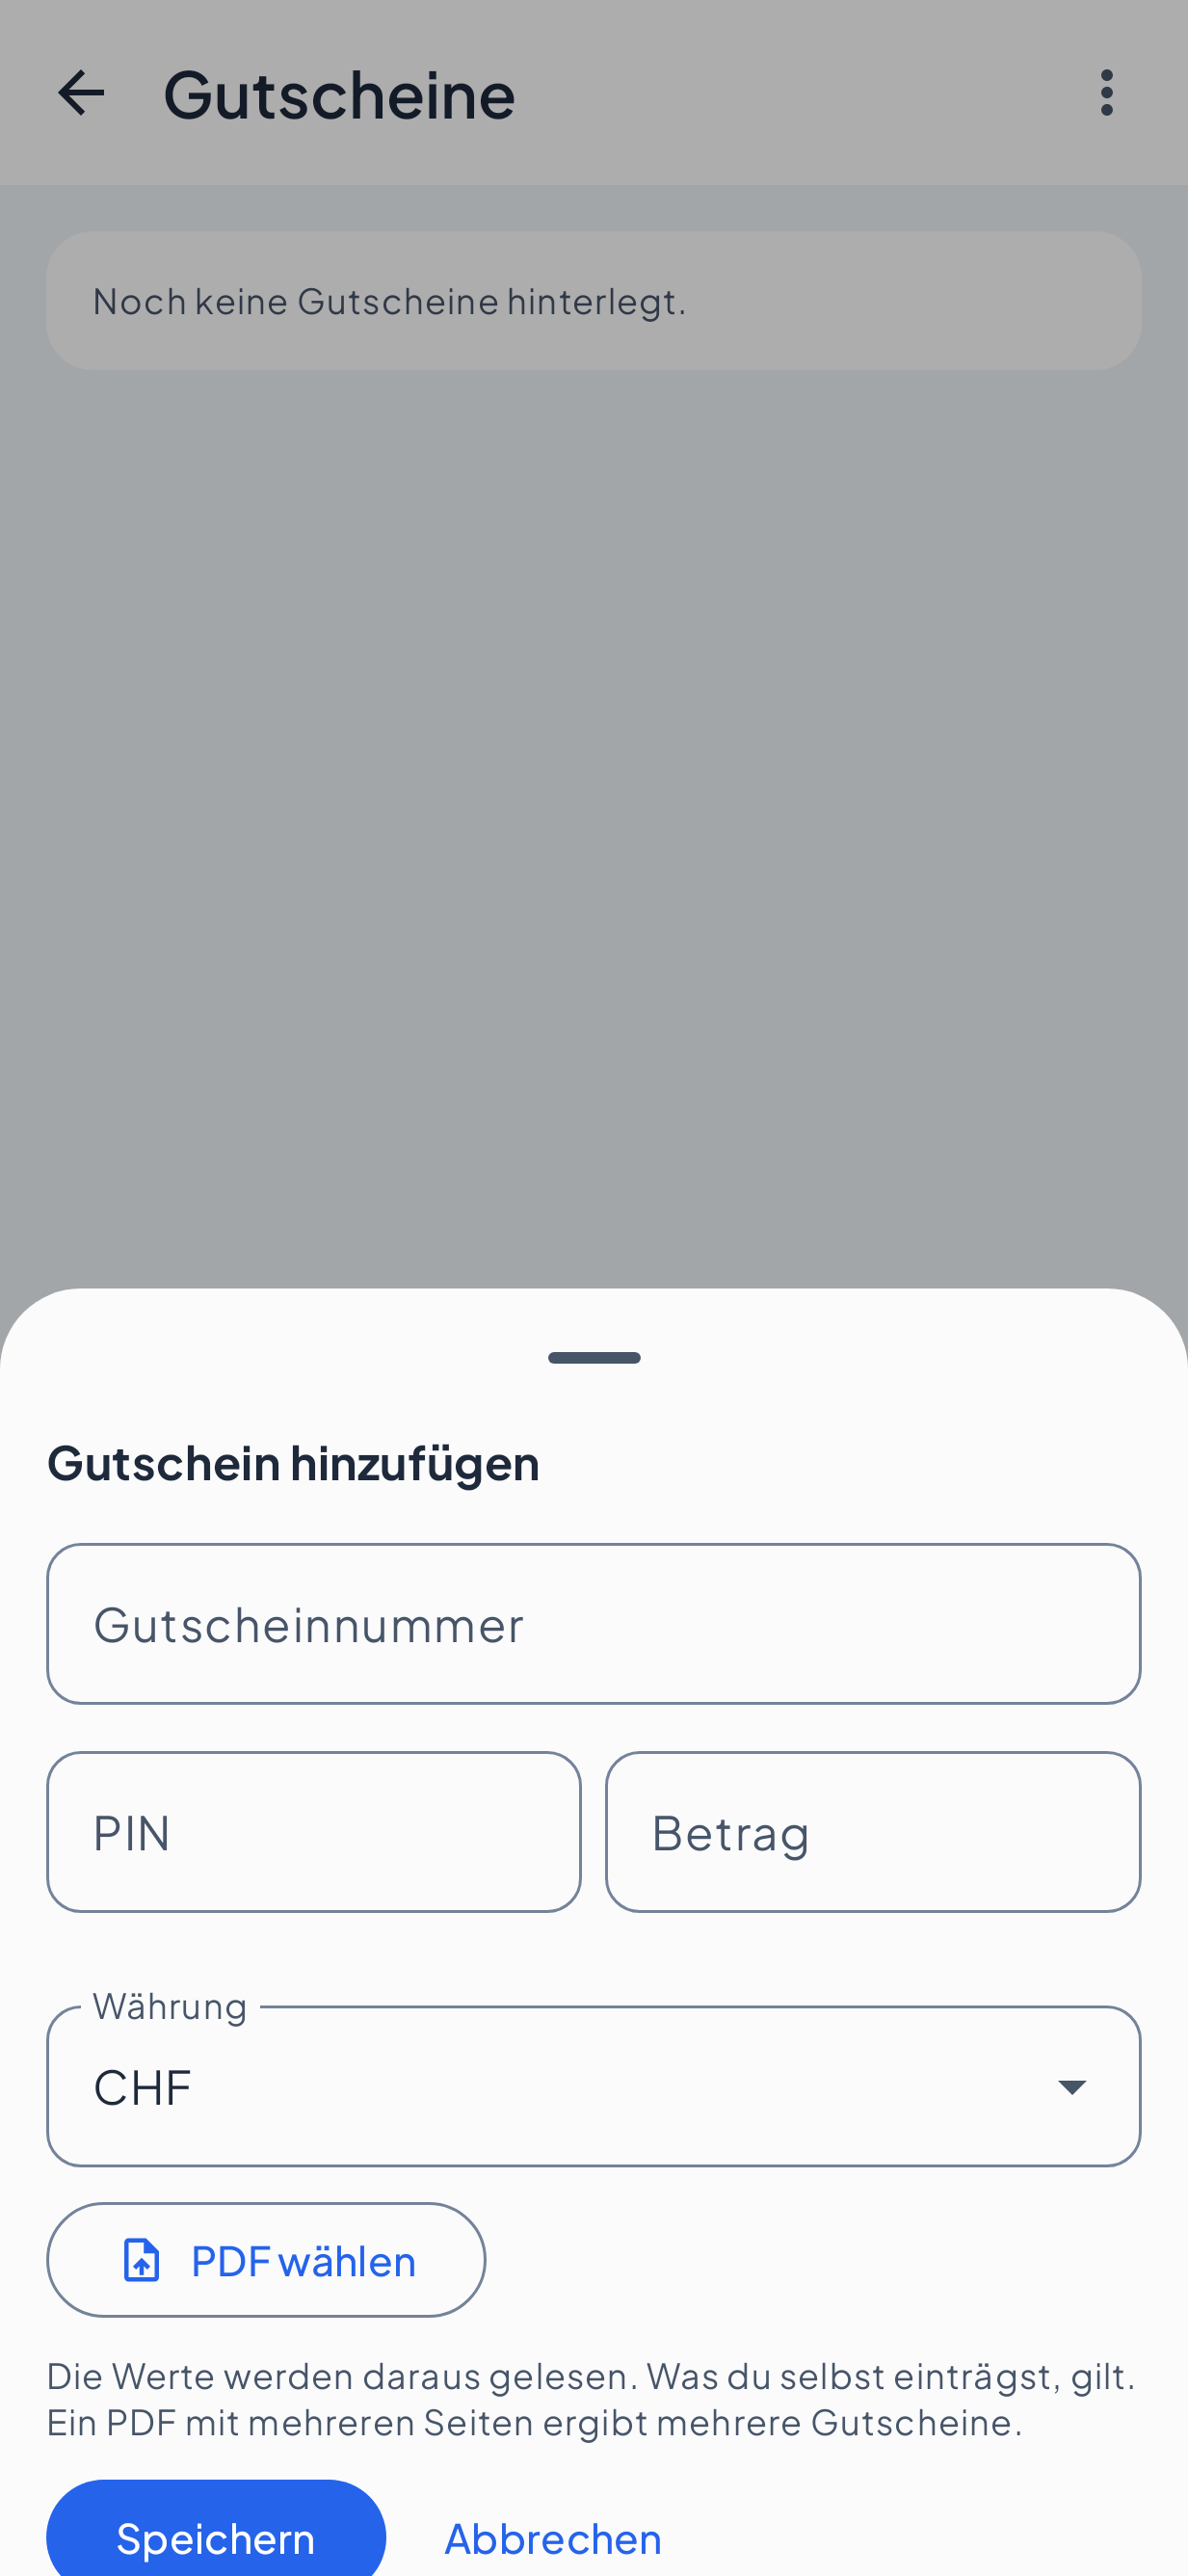 Gutscheine
Noch keine Gutscheine hinterlegt.
Gutschein hinzufügen
Gutscheinnummer
PIN
Betrag
Währung
CHF
PDF wählen
Die Werte werden daraus gelesen. Was du selbst einträgst, gilt.
Ein PDF mit mehreren Seiten ergibt mehrere Gutscheine.
Speichern
Abbrechen